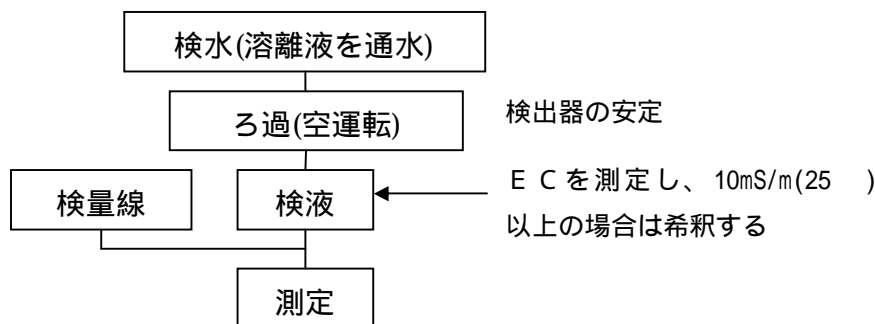 検水(溶離液を通水)
ろ過(空運転)
検出器の安定
検量線
検液
ＥＣを測定し、10mS/m(25　)
以上の場合は希釈する
測定